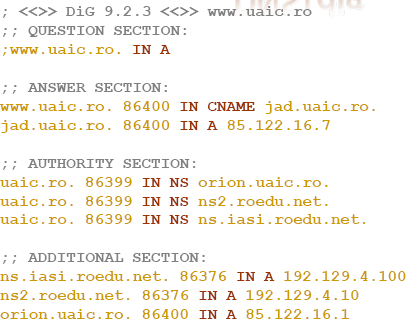 ; <<>> DiG 9.2.3 <<>> www.uaic.ro
;; QUESTION SECTION:
;www.uaic.ro. IN A
;; ANSWER SECTION:
www.uaic.ro. 86400 IN CNAME jad.uaic.ro.
jad.uaic.ro. 86400 IN A 85.122.16.7
;; AUTHORITY SECTION:
uaic.ro. 86399 IN NS orion.uaic.ro.
uaic.ro. 86399 IN NS ns2.roedu.net.
uaic.ro. 86399 IN NS ns.iasi.roedu.net.
;; ADDITIONAL SECTION:
ns.iasi.roedu.net. 86376 IN A 192.129.4.100
ns2.roedu.net. 86376 IN A 192.129.4.10
orion.uaic.ro. 86400 IN A 85.122.16.1